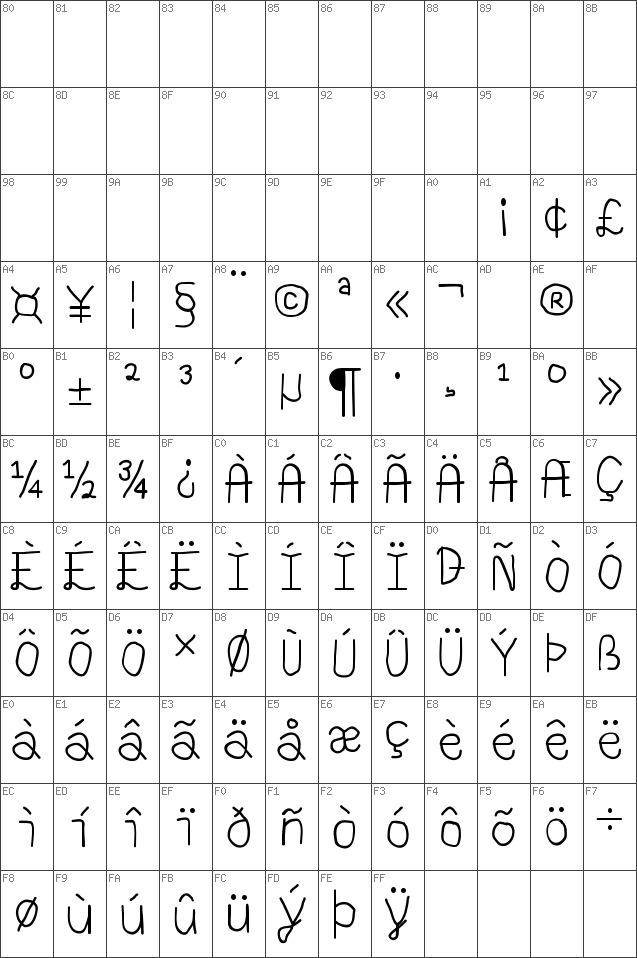 80 81 82 83 84 85 86 87 88 89 8A 8B
8C 8D 8E 8F 90 91 92 93 94 95 96 97
98 99 9A 9B 9C 9D 9E 9F A0 A1 A2 A3
¡ ¢ £
A4 A5 A6 A7 A8 A9 AA AB AC AD AE AF
¤ ¥ ¦ § ¨ © ª « ¬ ®
B0 B1 B2 B3 B4 B5 B6 B7 B8 B9 BA BB
° ± ² ³ ´ µ ¶ · ¸ ¹ º »
BC BD BE BF C0 C1 C2 C3 C4 C5 C6 C7
¼ ½ ¾ ¿ À Á Â Ã Ä Å Æ Ç
C8 C9 CA CB CC CD CE CF D0 D1 D2 D3
È É Ê Ë Ì Í Î Ï Ð Ñ Ò Ó
D4 D5 D6 D7 D8 D9 DA DB DC DD DE DF
Ô Õ Ö × Ø Ù Ú Û Ü Ý Þ ß
E0 E1 E2 E3 E4 E5 E6 E7 E8 E9 EA EB
à á â ã ä å æ ç è é ê ë
EC ED EE EF F0 F1 F2 F3 F4 F5 F6 F7
ì í î ï ð ñ ò ó ô õ ö ÷
F8 F9 FA FB FC FD FE FF
ø ù ú û ü ý þ ÿ